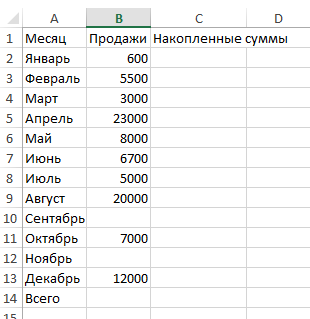 A B C D
1 Месяц Продажи Накопленные суммы
2 Январь 600
3 Февраль 5500
4 Март 3000
5 Апрель 23000
6 Май 8000
7 Июнь 6700
8 Июль 5000
9 Август 20000
10 Сентябрь
11 Октябрь 7000
12 Ноябрь
13 Декабрь 12000
14 Всего
15